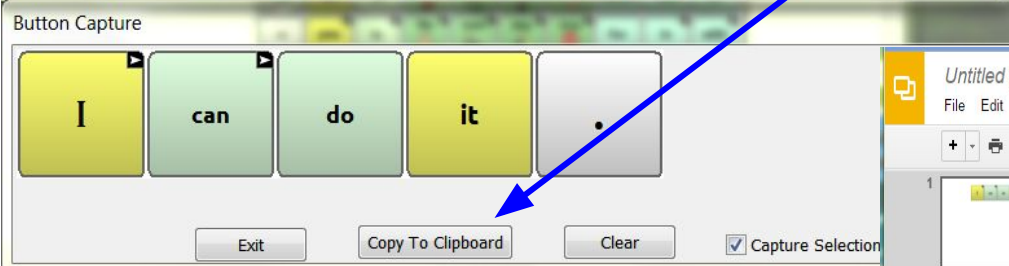 Button Capture
I can do it .
Exit Copy To Clipboard Clear Capture Selection
Untitled
File Edit
+
1